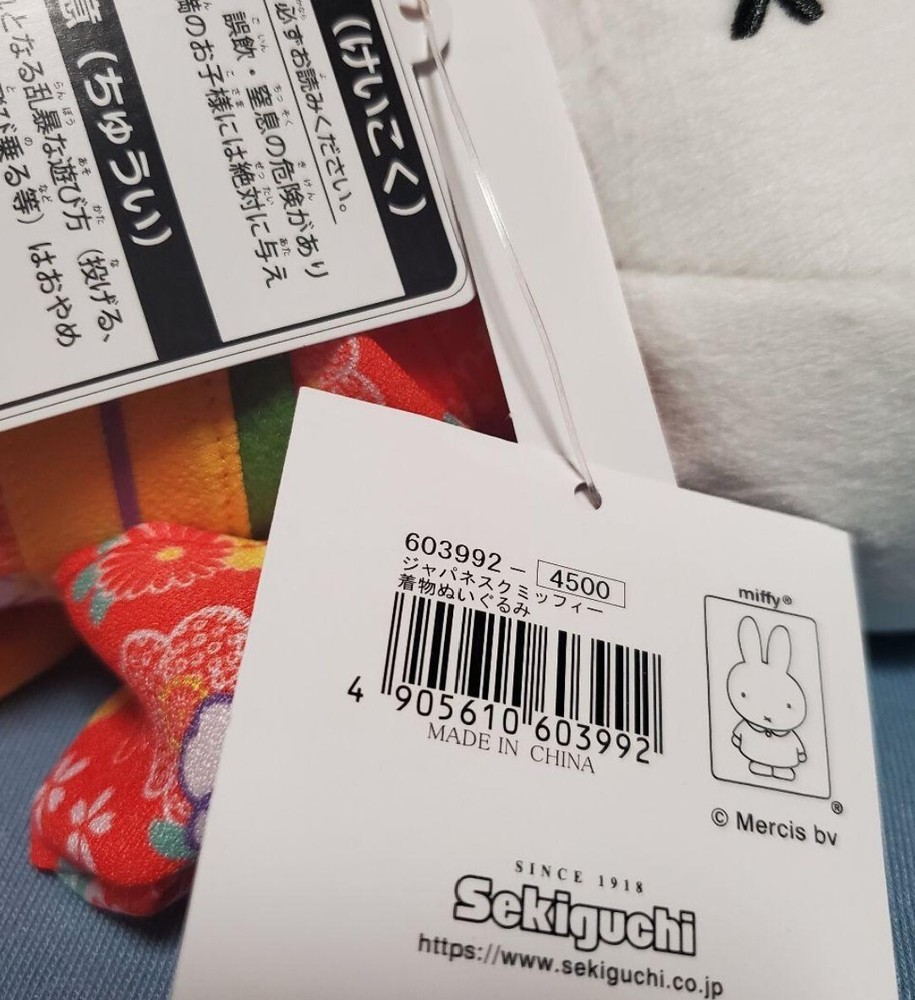 (けいこく)
必ずお読みください。
誤飲・窒息の危険があり
のお子様には絶対に与え
(ちゅうい)
となる乱暴な遊び方(投げる、
乗る等)はおやめ
603992-4500
ジャパネスクミッフィー
着物ぬいぐるみ
4 905610 603992
MADE IN CHINA
miffy®
®
© Mercis bv
SINCE 1918
Sekiguchi
https://www.sekiguchi.co.jp